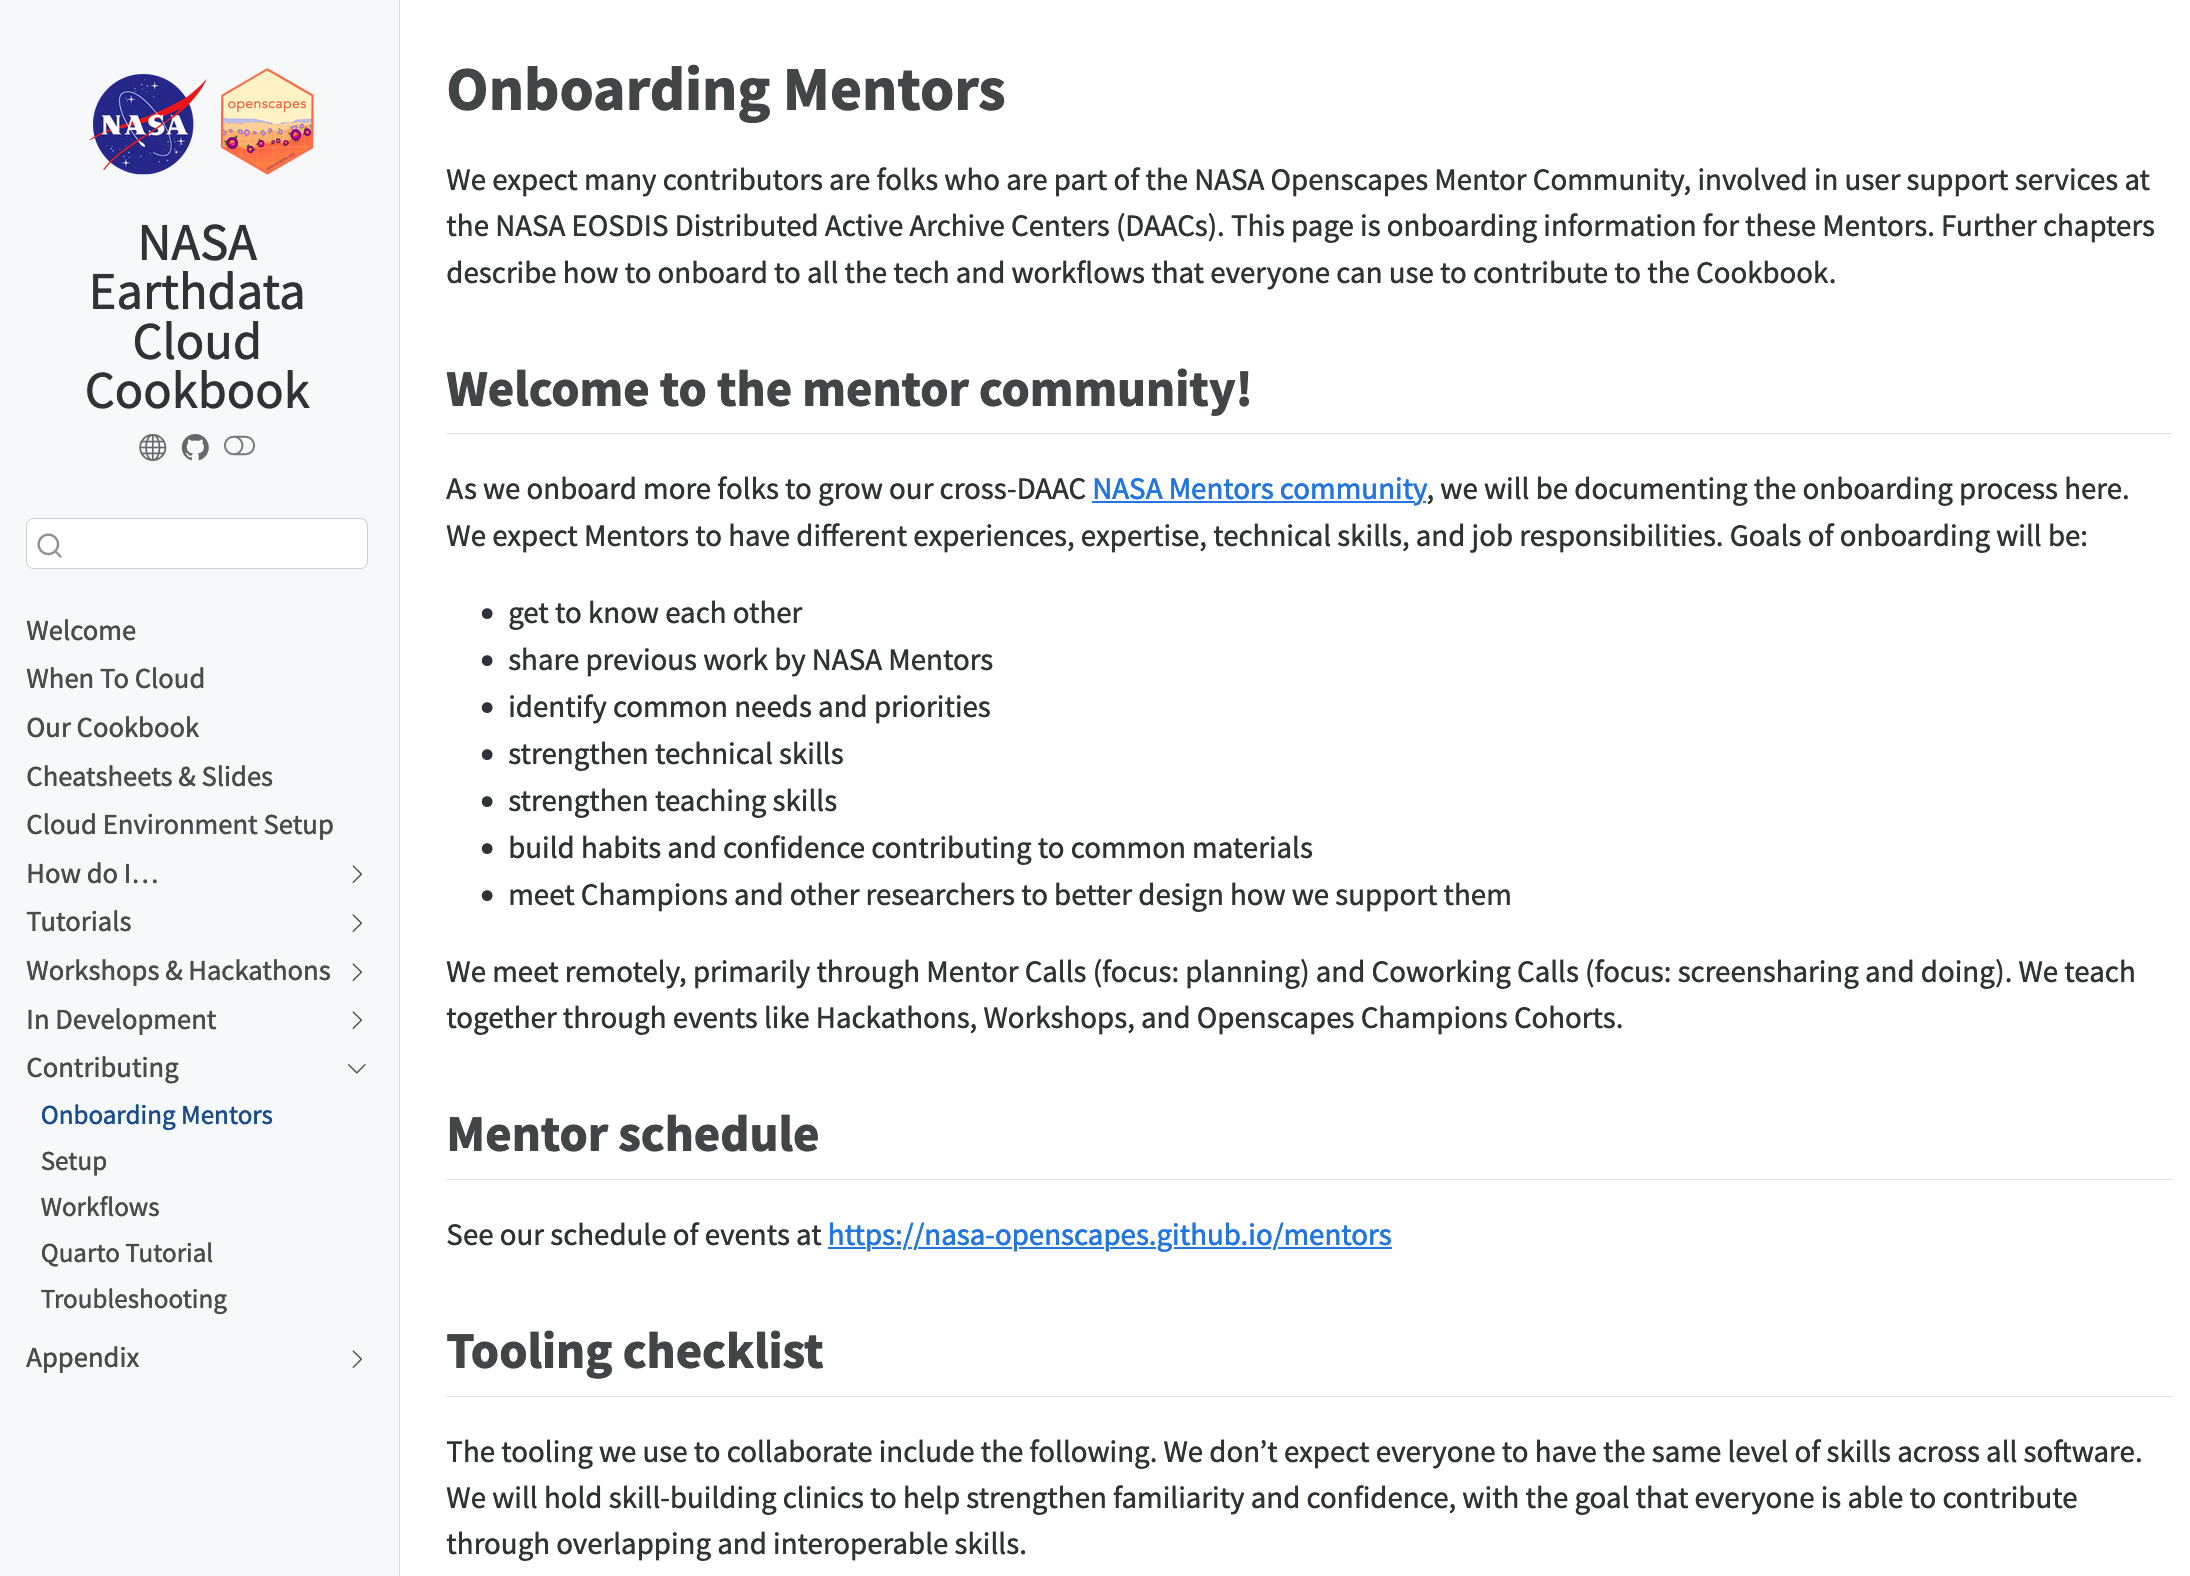 NASA
openscapes
NASA
Earthdata
Cloud
Cookbook
Welcome
When To Cloud
Our Cookbook
Cheatsheets & Slides
Cloud Environment Setup
How do I…
Tutorials
Workshops & Hackathons
In Development
Contributing
Onboarding Mentors
Setup
Workflows
Quarto Tutorial
Troubleshooting
Appendix
Onboarding Mentors
We expect many contributors are folks who are part of the NASA Openscapes Mentor Community, involved in user support services at
the NASA EOSDIS Distributed Active Archive Centers (DAACs). This page is onboarding information for these Mentors. Further chapters
describe how to onboard to all the tech and workflows that everyone can use to contribute to the Cookbook.
Welcome to the mentor community!
As we onboard more folks to grow our cross-DAAC NASA Mentors community, we will be documenting the onboarding process here.
We expect Mentors to have different experiences, expertise, technical skills, and job responsibilities. Goals of onboarding will be:
• get to know each other
• share previous work by NASA Mentors
• identify common needs and priorities
• strengthen technical skills
• strengthen teaching skills
• build habits and confidence contributing to common materials
• meet Champions and other researchers to better design how we support them
We meet remotely, primarily through Mentor Calls (focus: planning) and Coworking Calls (focus: screensharing and doing). We teach
together through events like Hackathons, Workshops, and Openscapes Champions Cohorts.
Mentor schedule
See our schedule of events at https://nasa-openscapes.github.io/mentors
Tooling checklist
The tooling we use to collaborate include the following. We don’t expect everyone to have the same level of skills across all software.
We will hold skill-building clinics to help strengthen familiarity and confidence, with the goal that everyone is able to contribute
through overlapping and interoperable skills.